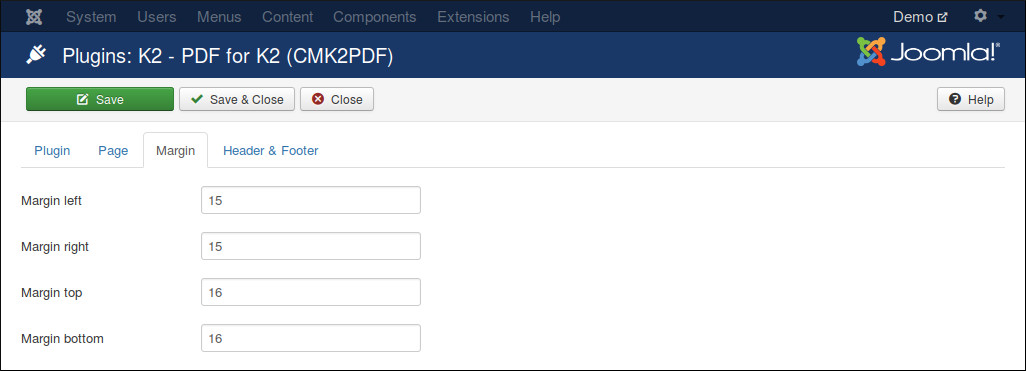 System Users Menus Content Components Extensions Help Demo
Plugins: K2 - PDF for K2 (CMK2PDF) Joomla!®
Save Save & Close Close Help
Plugin Page Margin Header & Footer
Margin left 15
Margin right 15
Margin top 16
Margin bottom 16